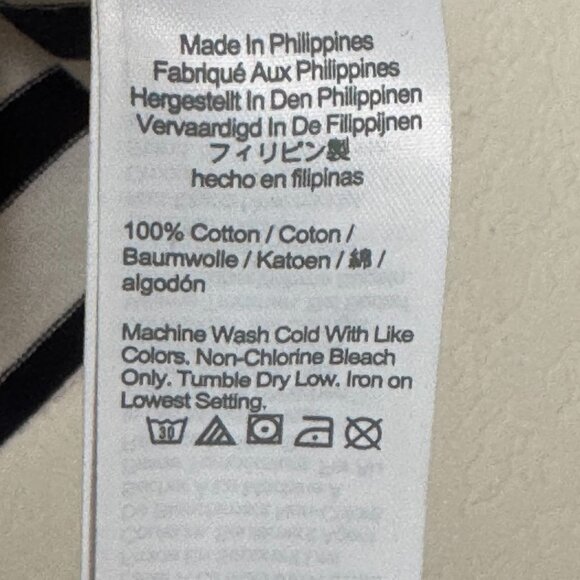 Made In Philippines
Fabriqué Aux Philippines
Hergestellt In Den Philippinen
Vervaardigd In De Filippijnen
フィリピン製
hecho en filipinas
100% Cotton / Coton /
Baumwolle / Katoen / 綿 /
algodón
Machine Wash Cold With Like
Colors. Non-Chlorine Bleach
Only. Tumble Dry Low. Iron on
Lowest Setting.
30